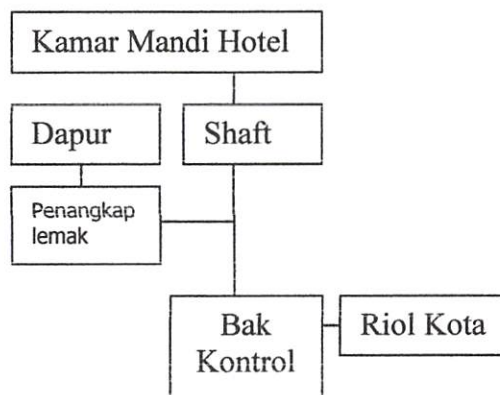 Kamar Mandi Hotel
Dapur
Shaft
Penangkap
lemak
Bak
Kontrol
Riol Kota